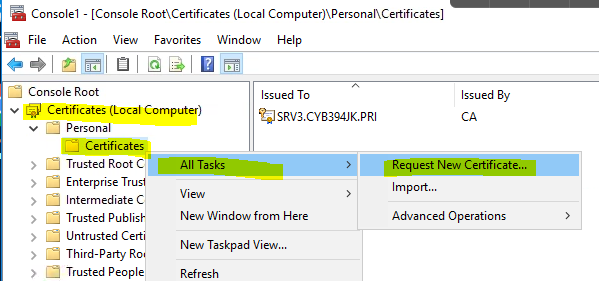 Console1 - [Console Root\Certificates (Local Computer)\Personal\Certificates]
File Action View Favorites Window Help
Console Root
Certificates (Local Computer)
Personal
Certificates
Trusted Root C
Enterprise Trus
Intermediate C
Trusted Publish
Untrusted Certi
Third-Party Roo
Trusted People
Issued To Issued By
SRV3.CYB394JK.PRI CA
All Tasks
View
New Window from Here
New Taskpad View...
Refresh
Request New Certificate...
Import...
Advanced Operations